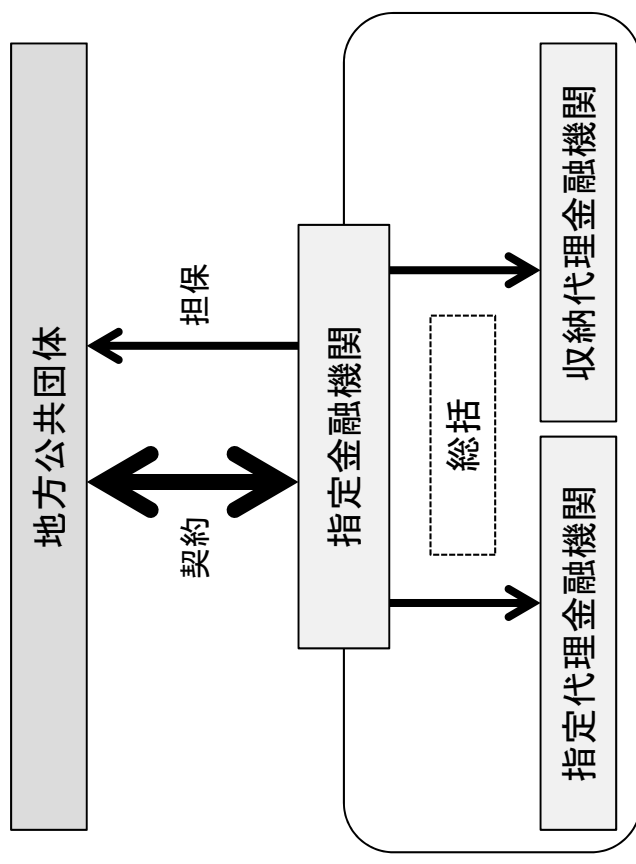 地方公共団体
契約
担保
指定金融機関
総括
指定代理金融機関
収納代理金融機関